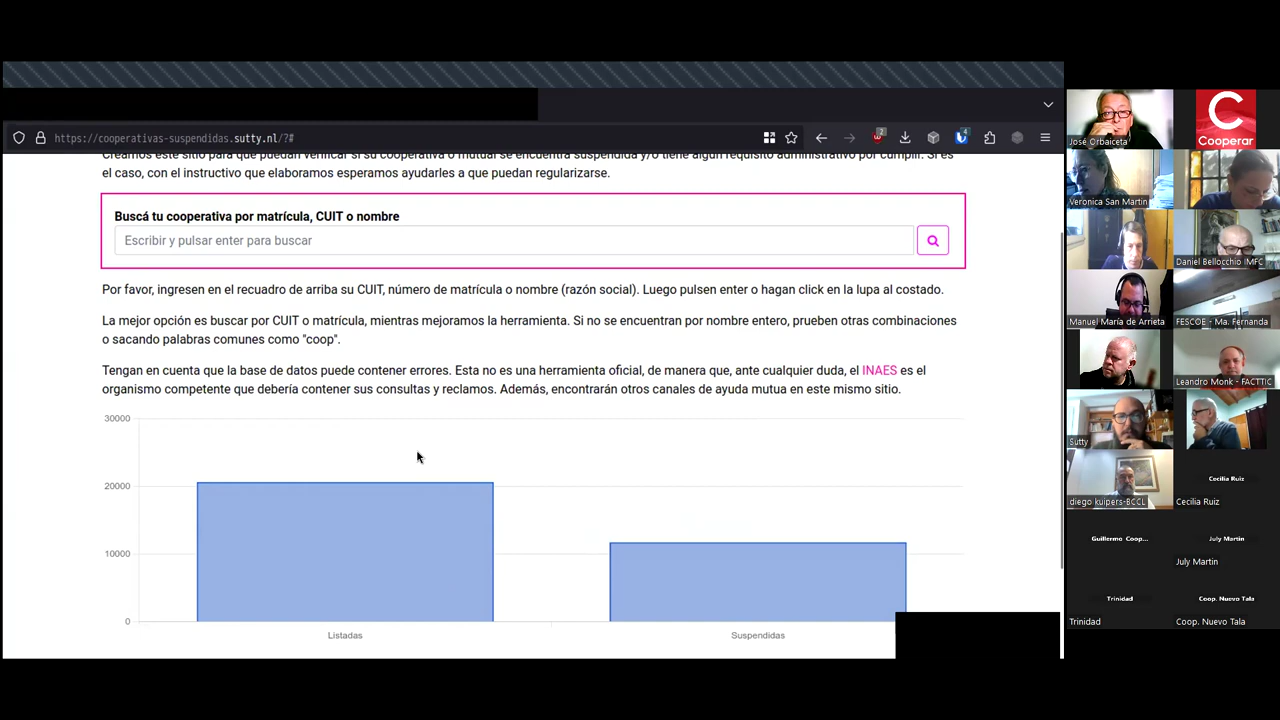 https://cooperativas-suspendidas.sutty.nl/?#
2
4
Creamos este sitio para que puedan verificar si su cooperativa o mutual se encuentra suspendida y/o tiene algún requisito administrativo por cumplir. Si es
el caso, con el instructivo que elaboramos esperamos ayudarles a que puedan regularizarse.
Buscá tu cooperativa por matrícula, CUIT o nombre
Escribir y pulsar enter para buscar
Por favor, ingresen en el recuadro de arriba su CUIT, número de matrícula o nombre (razón social). Luego pulsen enter o hagan click en la lupa al costado.
La mejor opción es buscar por CUIT o matrícula, mientras mejoramos la herramienta. Si no se encuentran por nombre entero, prueben otras combinaciones
o sacando palabras comunes como "coop".
Tengan en cuenta que la base de datos puede contener errores. Esta no es una herramienta oficial, de manera que, ante cualquier duda, el INAES es el
organismo competente que debería contener sus consultas y reclamos. Además, encontrarán otros canales de ayuda mutua en este mismo sitio.
30000
20000
10000
0
Listadas
Suspendidas
José Orbaiceta
Cooperar
Veronica San Martin
Daniel Bellocchio IMFC
Manuel María de Arrieta
FESCOE - Ma. Fernanda
Leandro Monk - FACTTIC
Sutty
diego kuipers-BCCL
Cecilia Ruiz
Cecilia Ruiz
Guillermo Coop...
July Martin
July Martin
Trinidad
Coop. Nuevo Tala
Trinidad
Coop. Nuevo Tala